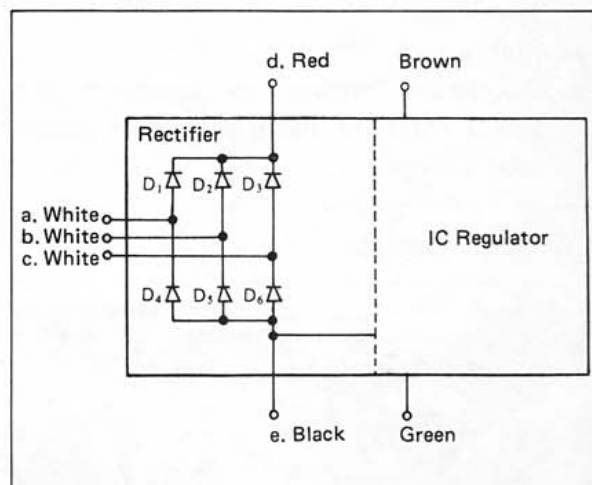 d. Red
Brown
Rectifier
D₁
D₂
D₃
a. White
b. White
c. White
IC Regulator
D₄
D₅
D₆
e. Black
Green